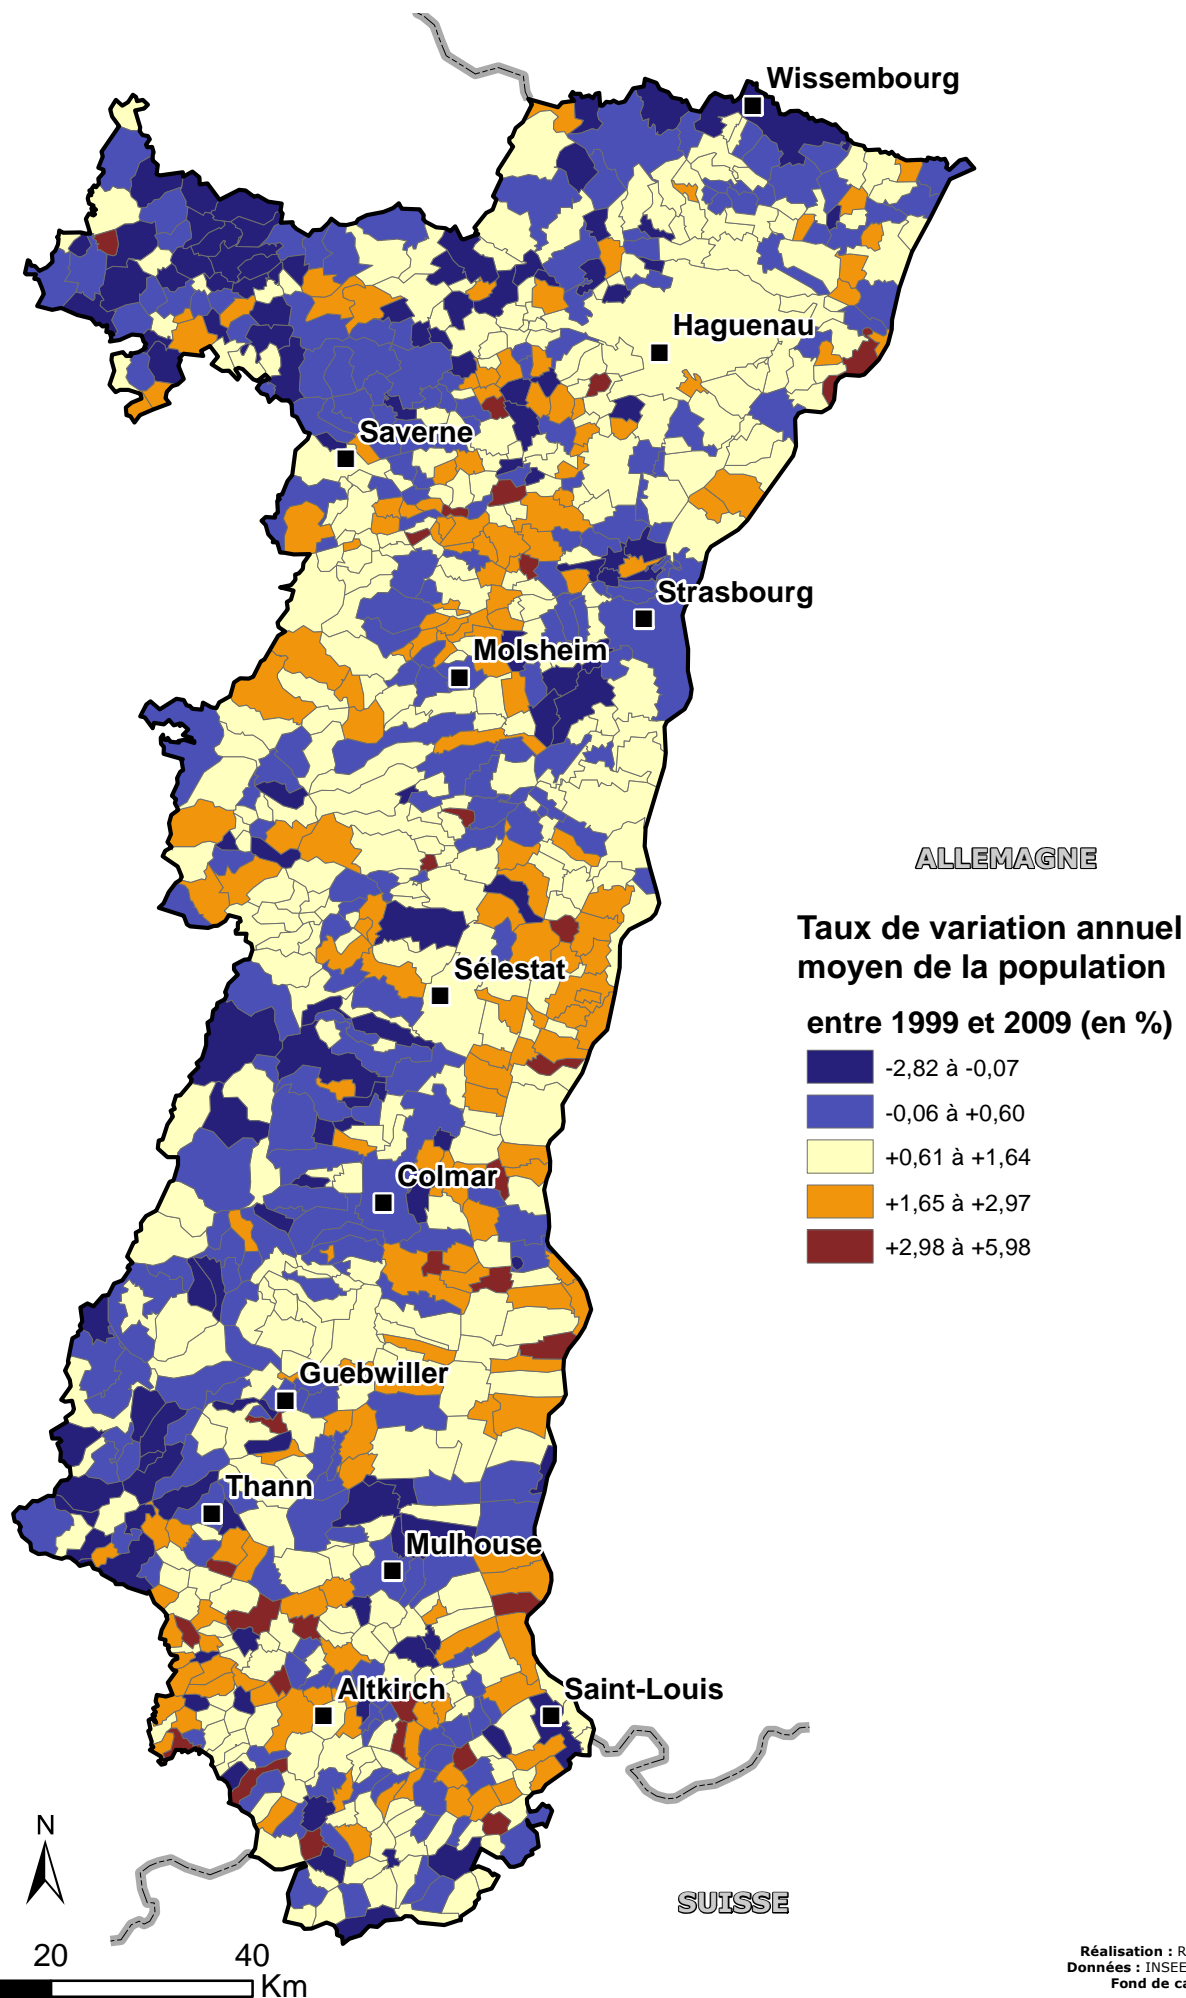 Wissembourg
Haguenau
Saverne
Strasbourg
Molsheim
ALLEMAGNE
Taux de variation annuel
moyen de la population
Sélestat
entre 1999 et 2009 (en %)
-2,82 à -0,07
-0,06 à +0,60
+0,61 à +1,64
Colmar
+1,65 à +2,97
+2,98 à +5,98
Guebwiller
Thann
Mulhouse
Altkirch
Saint-Louis
N
SUISSE
20 40
Km
Réalisation : R
Données : INSEE
Fond de ca